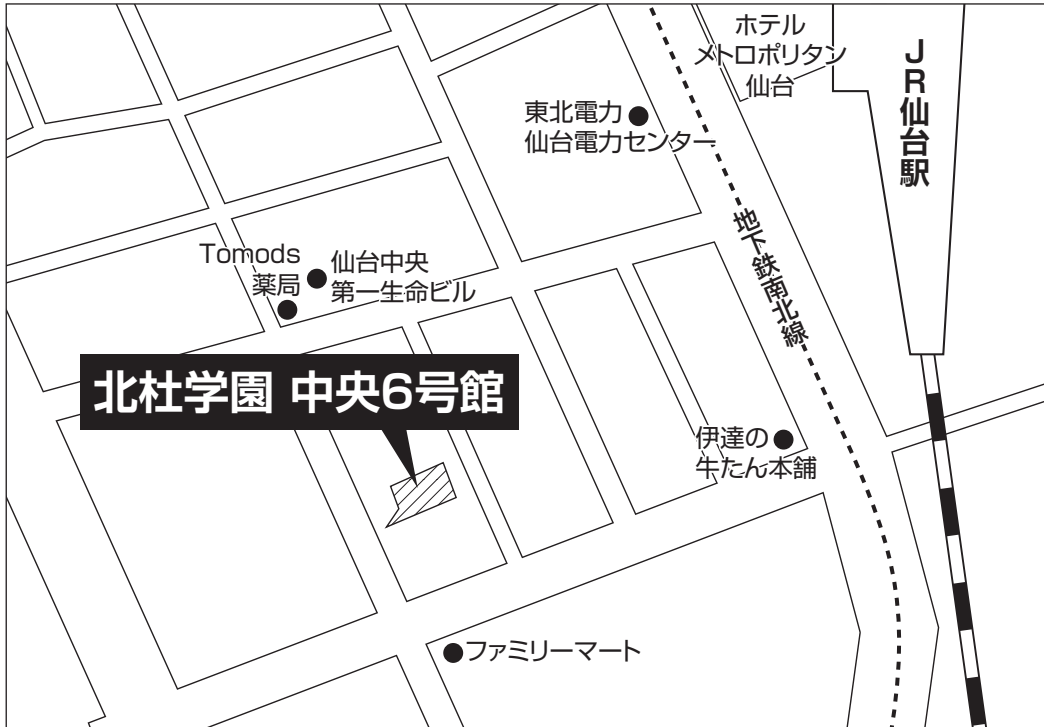 ホテル
メトロポリタン
仙台
JR仙台駅
東北電力
仙台電力センター
地下鉄南北線
Tomods
薬局
仙台中央
第一生命ビル
北杜学園 中央6号館
伊達の
牛たん本舗
ファミリーマート